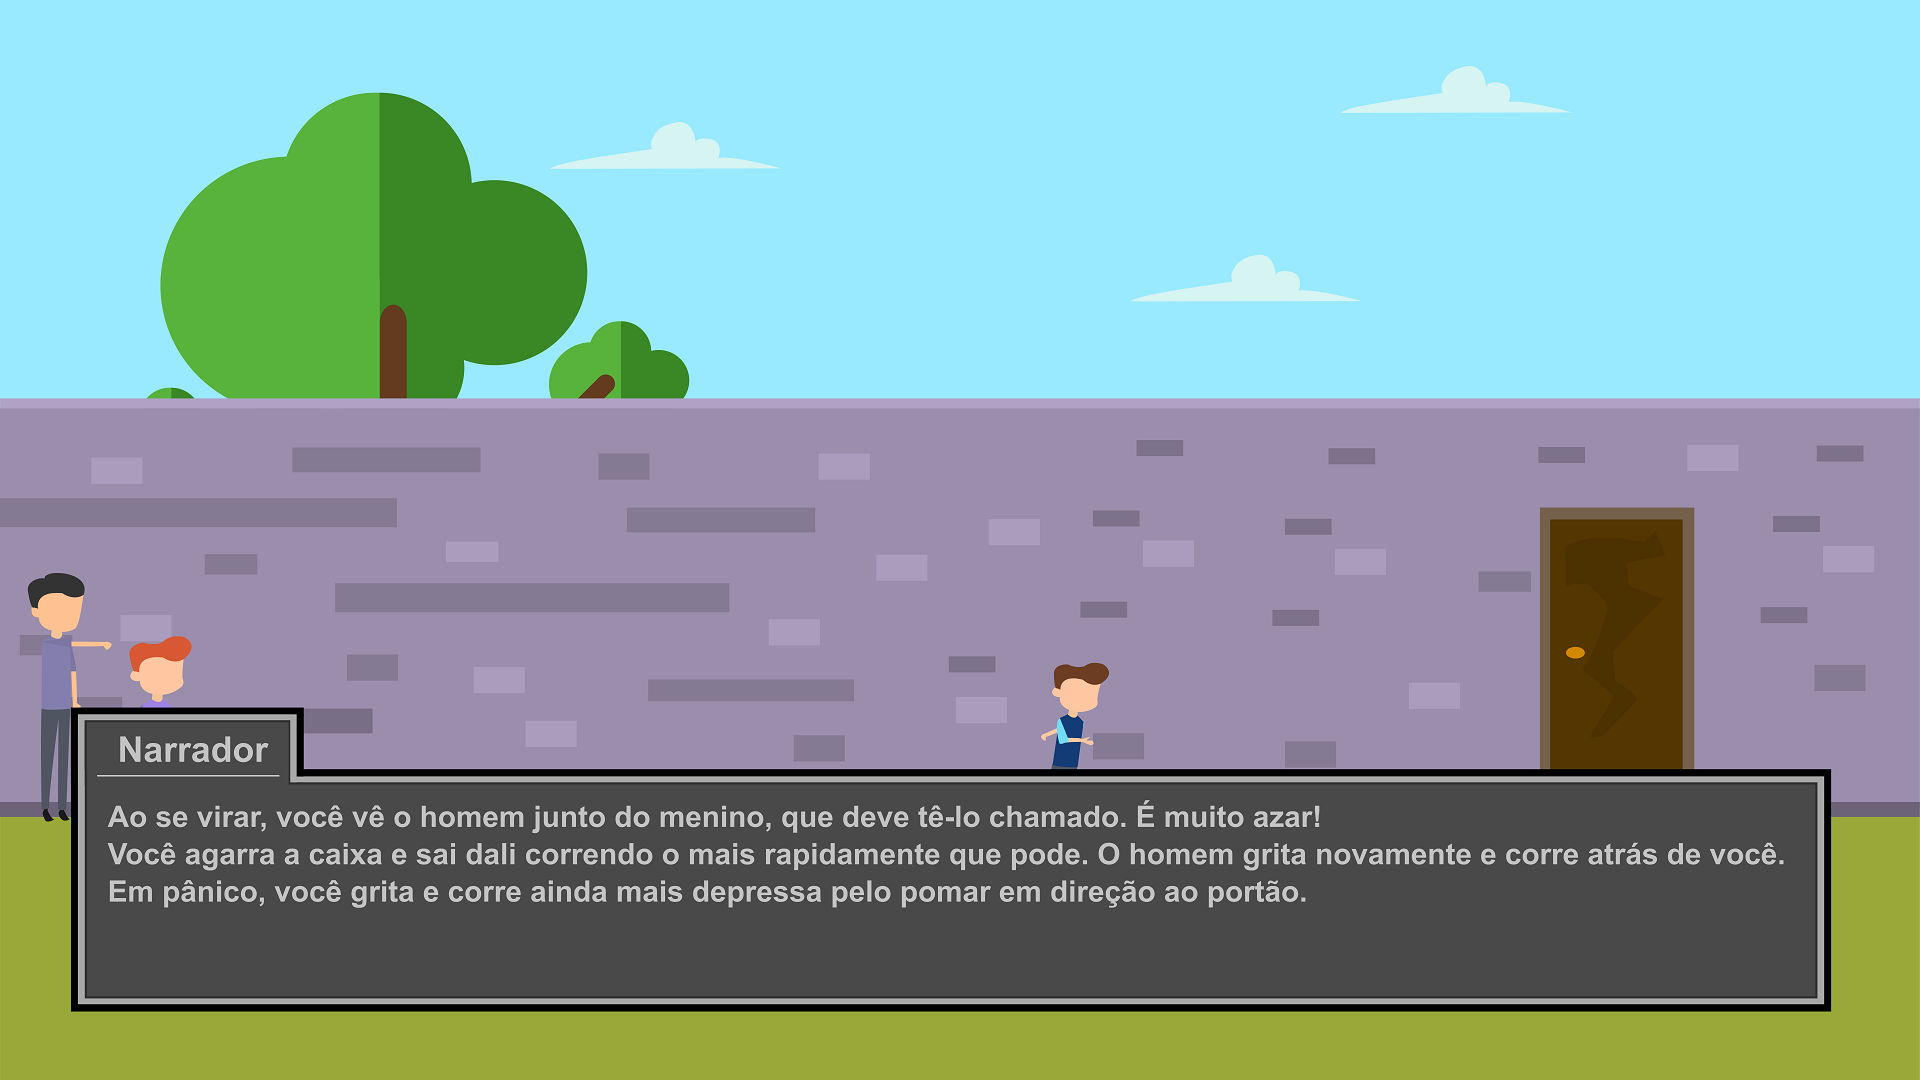 Narrador
Ao se virar, você vê o homem junto do menino, que deve tê-lo chamado. É muito azar!
Você agarra a caixa e sai dali correndo o mais rapidamente que pode. O homem grita novamente e corre atrás de você.
Em pânico, você grita e corre ainda mais depressa pelo pomar em direção ao portão.